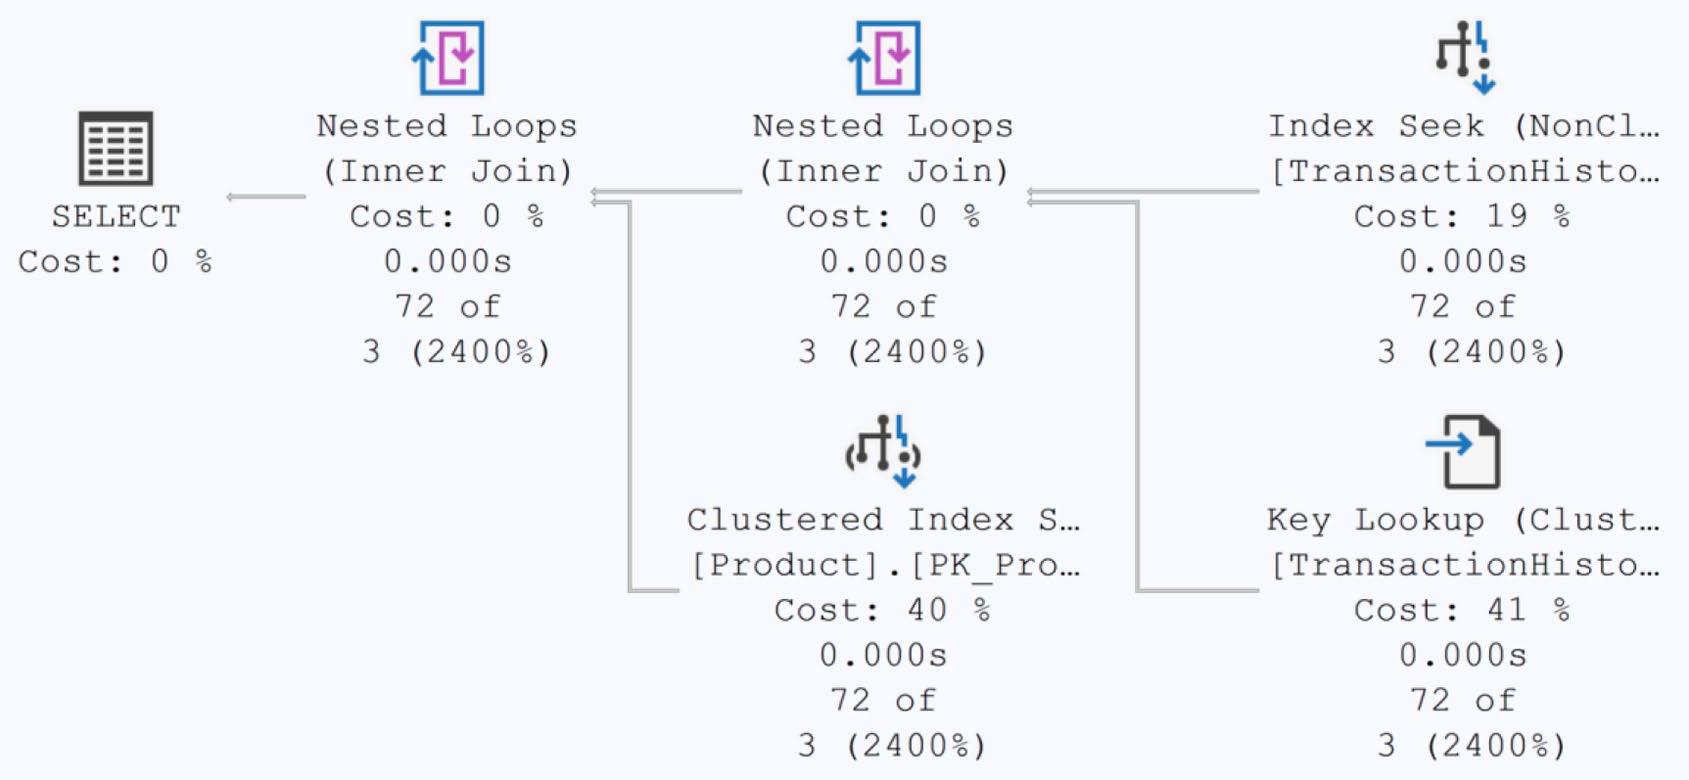 SELECT
Cost: 0 %
Nested Loops
(Inner Join)
Cost: 0 %
0.000s
72 of
3 (2400%)
Nested Loops
(Inner Join)
Cost: 0 %
0.000s
72 of
3 (2400%)
Index Seek (NonCl…
[TransactionHisto…
Cost: 19 %
0.000s
72 of
3 (2400%)
Clustered Index S…
[Product].[PK_Pro…
Cost: 40 %
0.000s
72 of
3 (2400%)
Key Lookup (Clust…
[TransactionHisto…
Cost: 41 %
0.000s
72 of
3 (2400%)